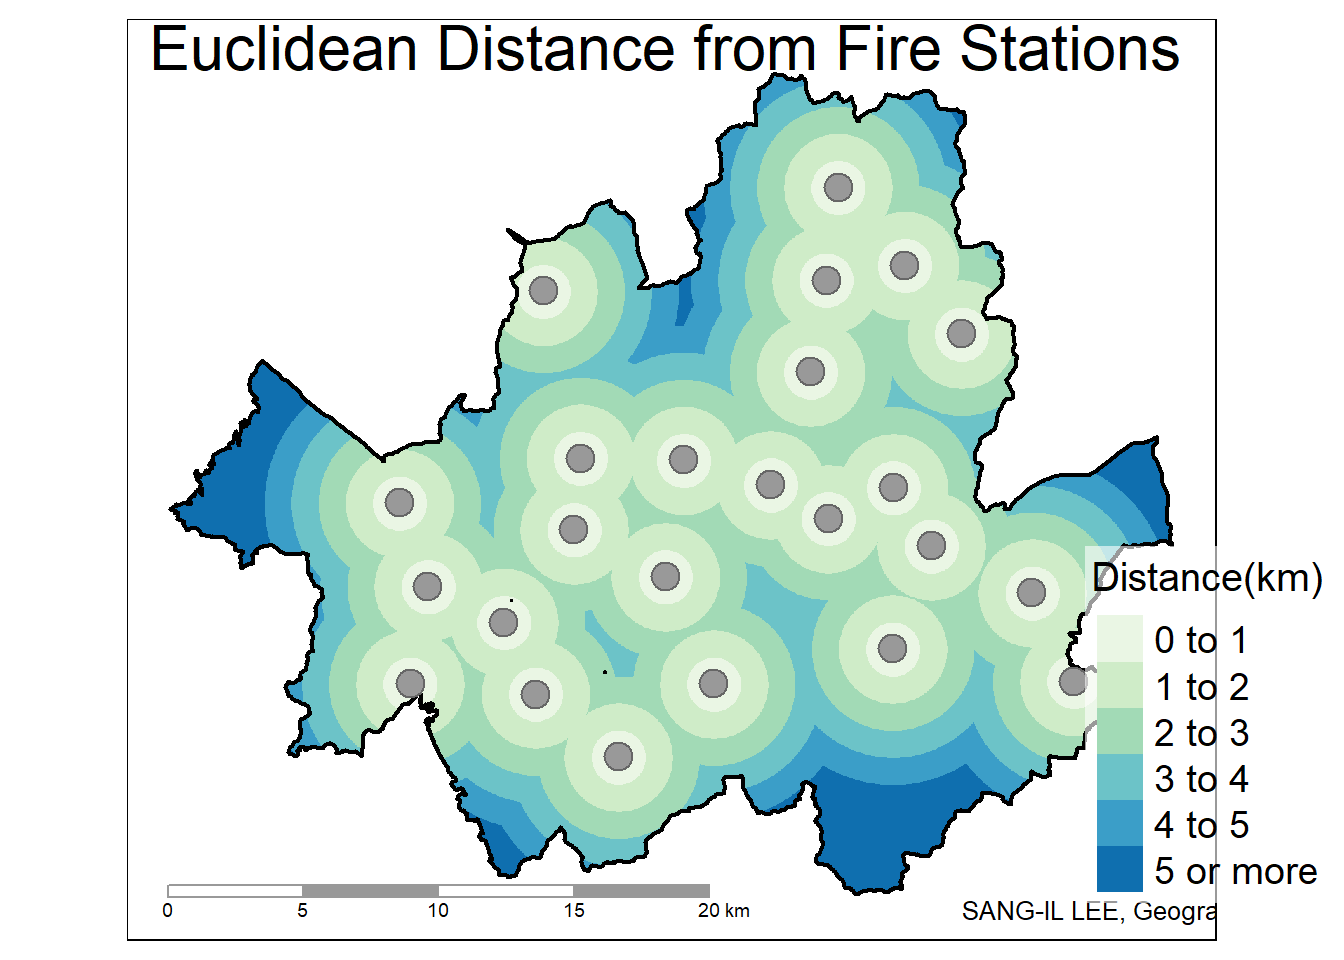 Euclidean Distance from Fire Stations
Distance(km)
0 to 1
1 to 2
2 to 3
3 to 4
4 to 5
5 or more
0 5 10 15 20 km
SANG-IL LEE, Geogra